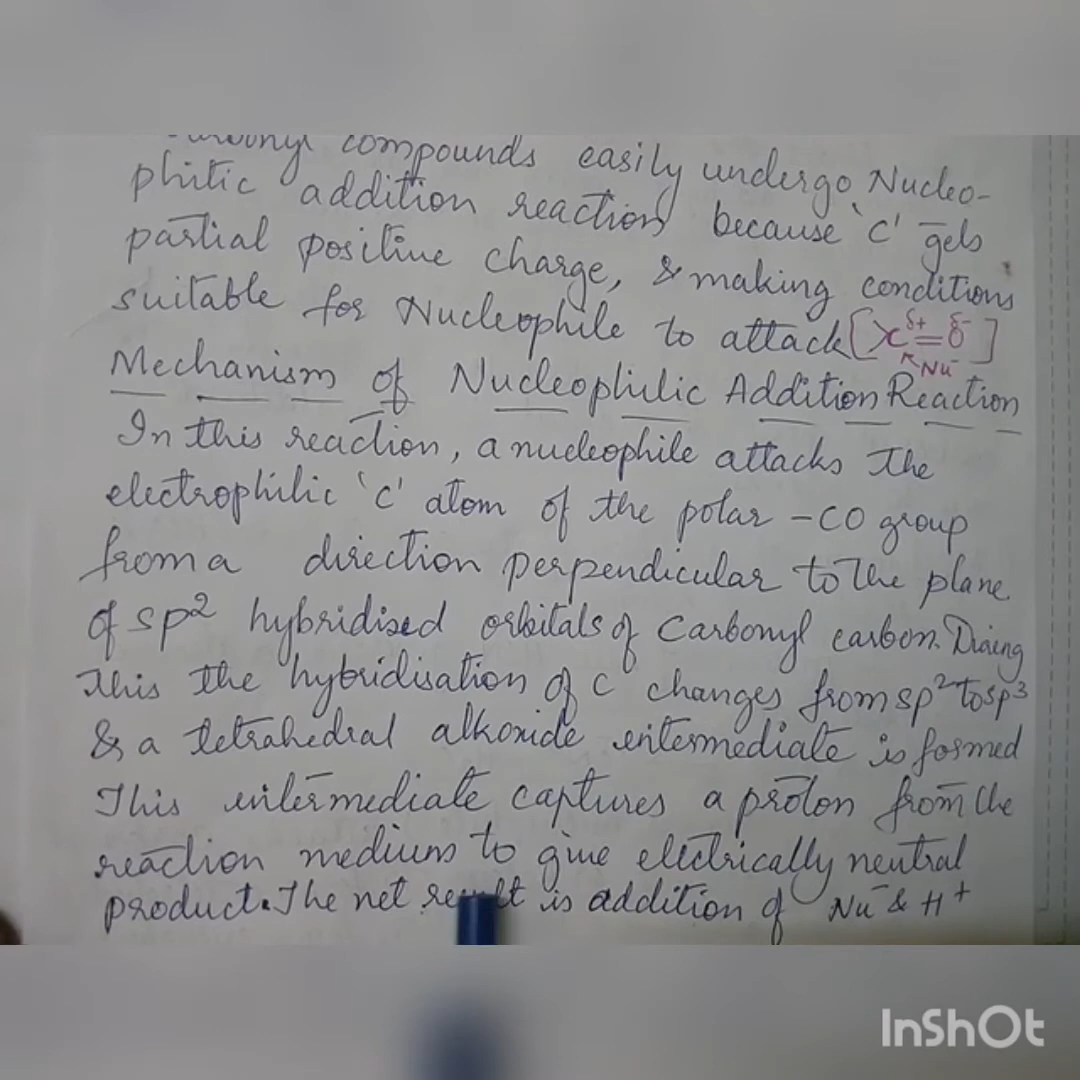 Carbonyl compounds easily undergo Nucleo-
philic addition reaction because 'C' gets
partial positive charge, & making conditions
suitable for Nucleophile to attack [>C=O]
δ+ δ-
Nu-
Mechanism of Nucleophilic Addition Reaction
In this reaction, a nucleophile attacks the
electrophilic 'C' atom of the polar -CO group
from a direction perpendicular to the plane
of sp² hybridised orbitals of Carbonyl carbon. During
this the hybridisation of C changes from sp² to sp³
& a tetrahedral alkoxide intermediate is formed
This intermediate captures a proton from the
reaction medium to give electrically neutral
product. The net result is addition of Nu⁻ & H⁺
InShOt